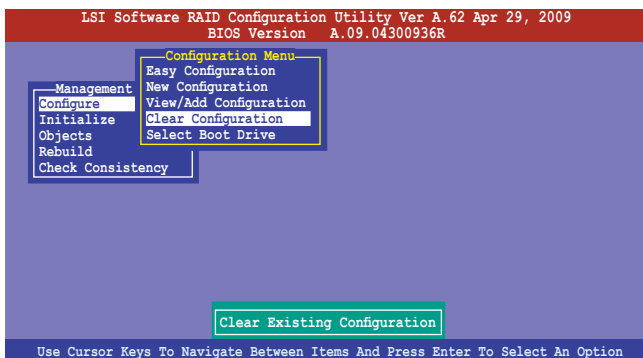 LSI Software RAID Configuration Utility Ver A.62 Apr 29, 2009
BIOS Version A.09.04300936R
Configuration Menu
Easy Configuration
New Configuration
View/Add Configuration
Clear Configuration
Select Boot Drive
Management
Configure
Initialize
Objects
Rebuild
Check Consistency
Clear Existing Configuration
Use Cursor Keys To Navigate Between Items And Press Enter To Select An Option